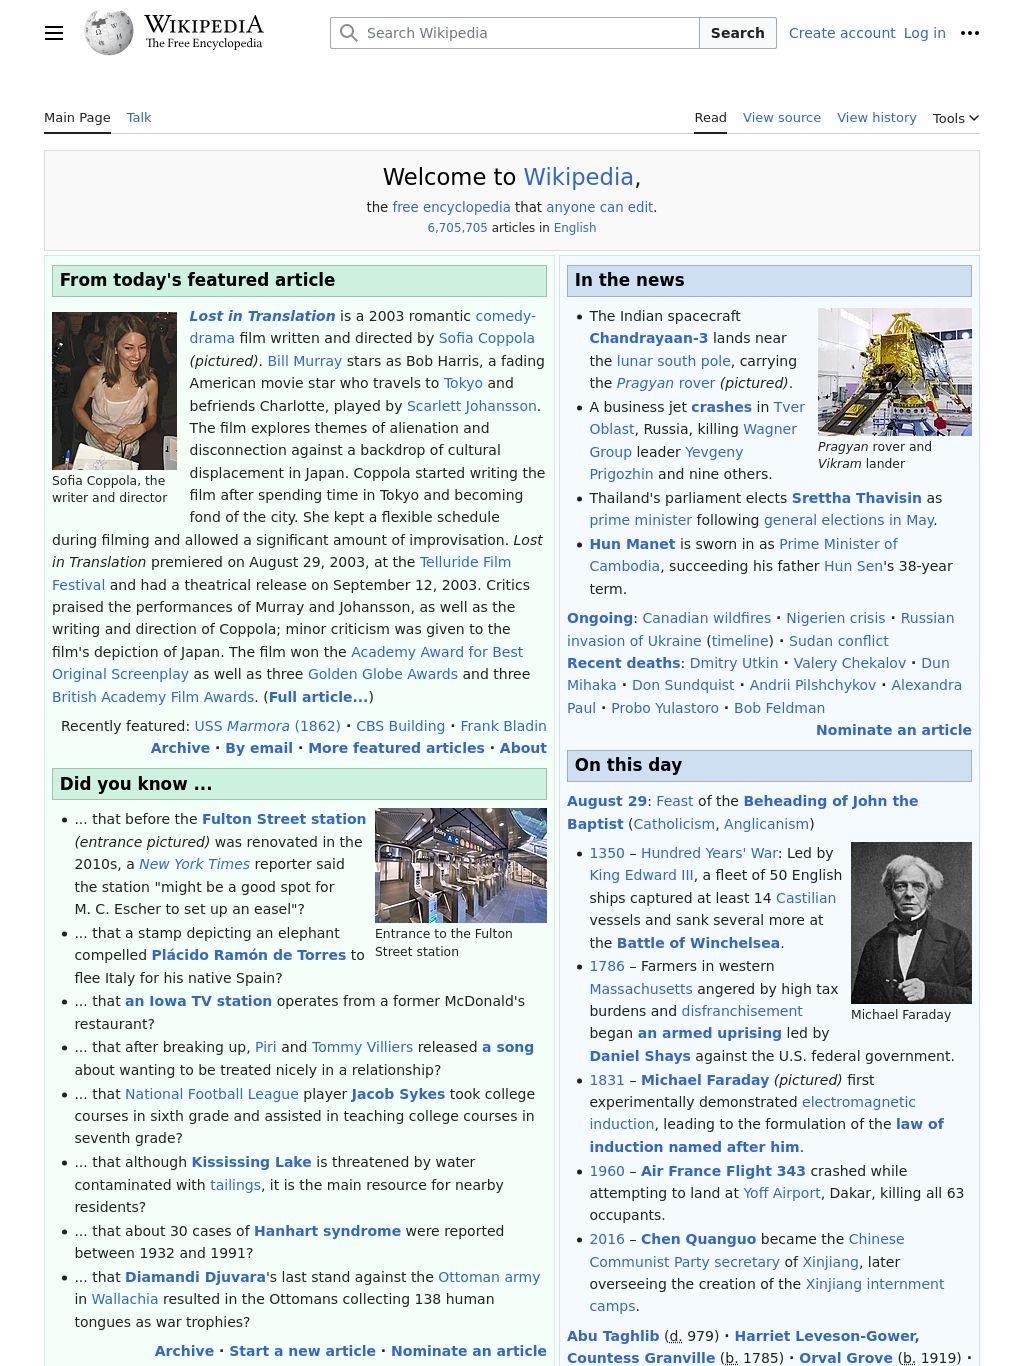 WIKIPEDIA
The Free Encyclopedia
Search Wikipedia
Search
Create account
Log in
Main Page
Talk
Read
View source
View history
Tools
Welcome to Wikipedia,
the free encyclopedia that anyone can edit.
6,705,705 articles in English
From today's featured article
Sofia Coppola, the
writer and director
Lost in Translation is a 2003 romantic comedy-
drama film written and directed by Sofia Coppola
(pictured). Bill Murray stars as Bob Harris, a fading
American movie star who travels to Tokyo and
befriends Charlotte, played by Scarlett Johansson.
The film explores themes of alienation and
disconnection against a backdrop of cultural
displacement in Japan. Coppola started writing the
film after spending time in Tokyo and becoming
fond of the city. She kept a flexible schedule
during filming and allowed a significant amount of improvisation. Lost
in Translation premiered on August 29, 2003, at the Telluride Film
Festival and had a theatrical release on September 12, 2003. Critics
praised the performances of Murray and Johansson, as well as the
writing and direction of Coppola; minor criticism was given to the
film's depiction of Japan. The film won the Academy Award for Best
Original Screenplay as well as three Golden Globe Awards and three
British Academy Film Awards. (Full article...)
Recently featured: USS Marmora (1862) · CBS Building · Frank Bladin
Archive · By email · More featured articles · About
Did you know ...
Entrance to the Fulton
Street station
... that before the Fulton Street station
(entrance pictured) was renovated in the
2010s, a New York Times reporter said
the station "might be a good spot for
M. C. Escher to set up an easel"?
... that a stamp depicting an elephant
compelled Plácido Ramón de Torres to
flee Italy for his native Spain?
... that an Iowa TV station operates from a former McDonald's
restaurant?
... that after breaking up, Piri and Tommy Villiers released a song
about wanting to be treated nicely in a relationship?
... that National Football League player Jacob Sykes took college
courses in sixth grade and assisted in teaching college courses in
seventh grade?
... that although Kississing Lake is threatened by water
contaminated with tailings, it is the main resource for nearby
residents?
... that about 30 cases of Hanhart syndrome were reported
between 1932 and 1991?
... that Diamandi Djuvara's last stand against the Ottoman army
in Wallachia resulted in the Ottomans collecting 138 human
tongues as war trophies?
Archive · Start a new article · Nominate an article
In the news
Pragyan rover and
Vikram lander
The Indian spacecraft
Chandrayaan-3 lands near
the lunar south pole, carrying
the Pragyan rover (pictured).
A business jet crashes in Tver
Oblast, Russia, killing Wagner
Group leader Yevgeny
Prigozhin and nine others.
Thailand's parliament elects Srettha Thavisin as
prime minister following general elections in May.
Hun Manet is sworn in as Prime Minister of
Cambodia, succeeding his father Hun Sen's 38-year
term.
Ongoing: Canadian wildfires · Nigerien crisis · Russian
invasion of Ukraine (timeline) · Sudan conflict
Recent deaths: Dmitry Utkin · Valery Chekalov · Dun
Mihaka · Don Sundquist · Andrii Pilshchykov · Alexandra
Paul · Probo Yulastoro · Bob Feldman
Nominate an article
On this day
August 29: Feast of the Beheading of John the
Baptist (Catholicism, Anglicanism)
Michael Faraday
1350 – Hundred Years' War: Led by
King Edward III, a fleet of 50 English
ships captured at least 14 Castilian
vessels and sank several more at
the Battle of Winchelsea.
1786 – Farmers in western
Massachusetts angered by high tax
burdens and disfranchisement
began an armed uprising led by
Daniel Shays against the U.S. federal government.
1831 – Michael Faraday (pictured) first
experimentally demonstrated electromagnetic
induction, leading to the formulation of the law of
induction named after him.
1960 – Air France Flight 343 crashed while
attempting to land at Yoff Airport, Dakar, killing all 63
occupants.
2016 – Chen Quanguo became the Chinese
Communist Party secretary of Xinjiang, later
overseeing the creation of the Xinjiang internment
camps.
Abu Taghlib (d. 979) · Harriet Leveson-Gower,
Countess Granville (b. 1785) · Orval Grove (b. 1919) ·